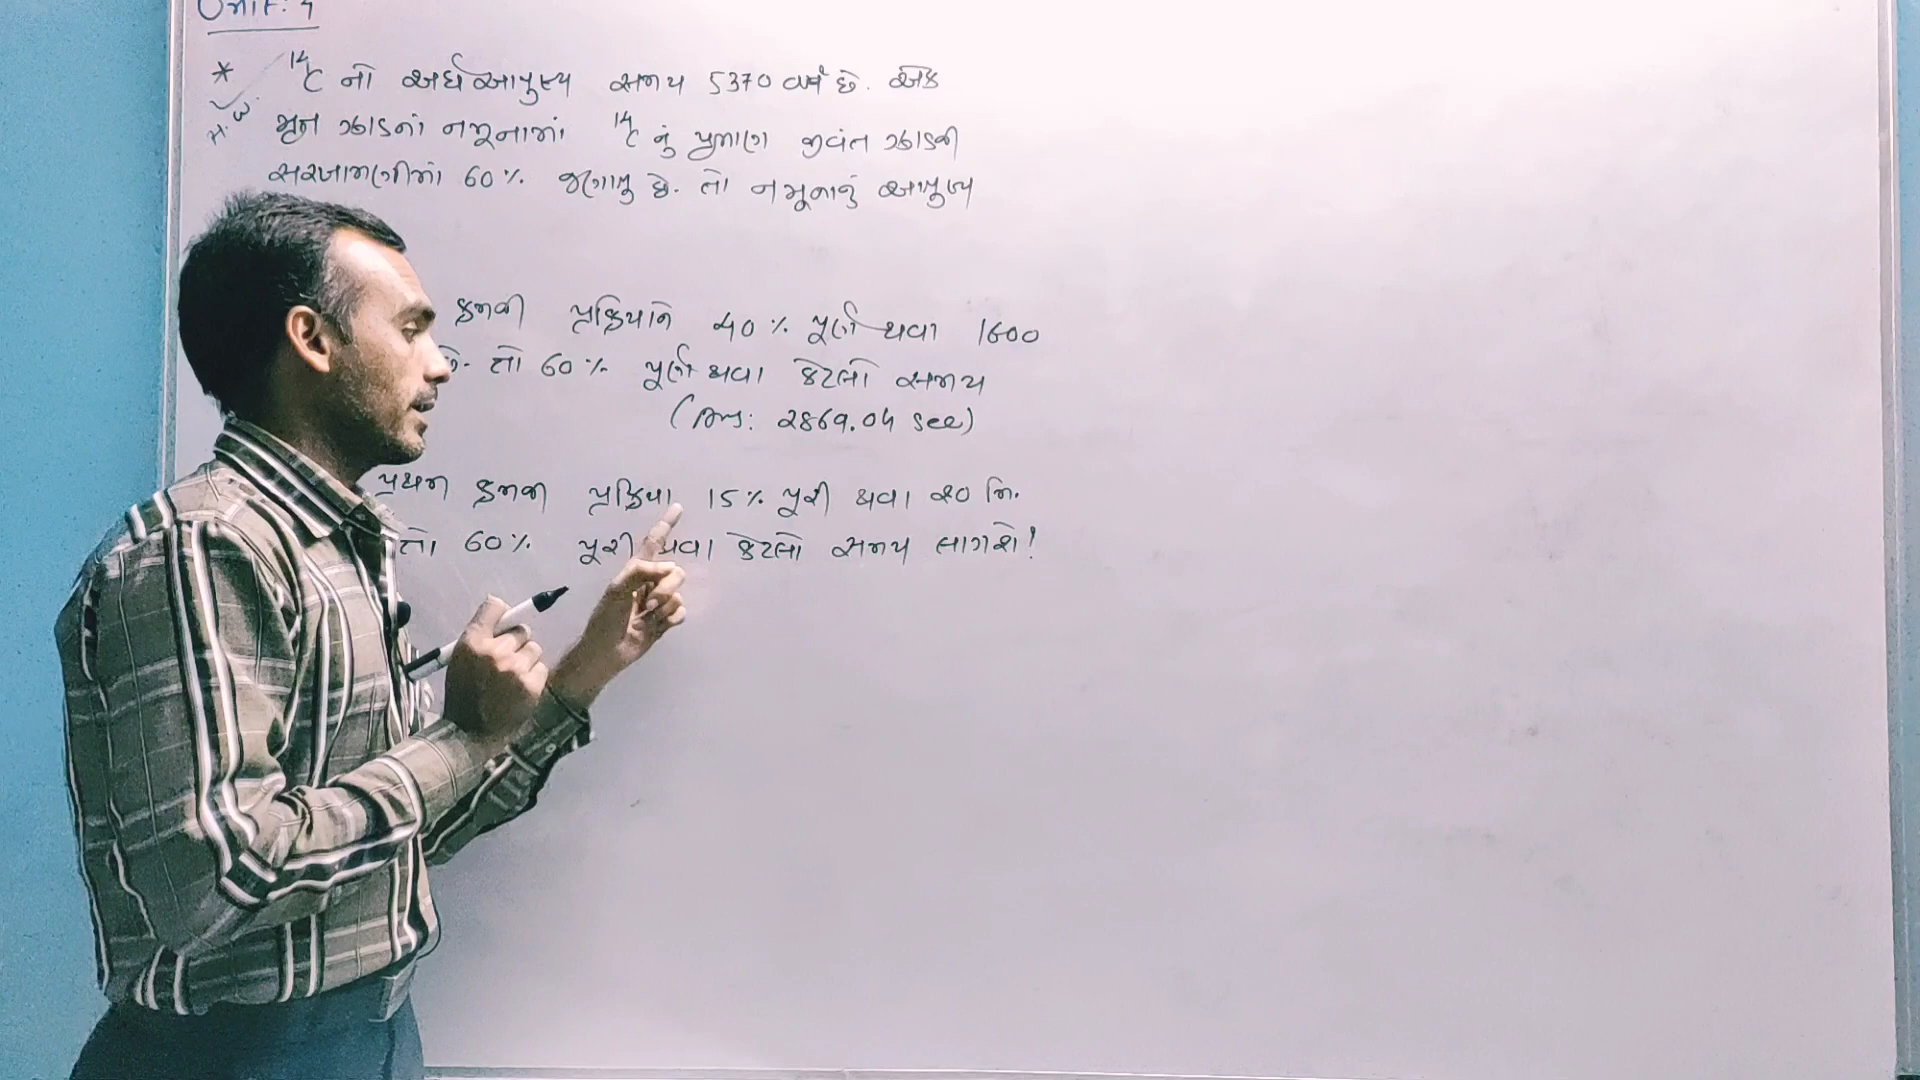 Unit: 4
* ¹⁴C નો અર્ધઆયુષ્ય સમય 5370 વર્ષ છે. એક
મૃત ઝાડનાં નમૂનામાં ¹⁴C નું પ્રમાણ જીવંત ઝાડની
સરખામણીમાં 60% જણાયુ છે. તો નમૂનાનું આયુષ્ય
ક્રમની પ્રક્રિયાને 40% પૂર્ણ થવા 1600
છે. તો 60% પૂર્ણ થવા કેટલો સમય
(Ans: 2869.04 sec)
પ્રથમ ક્રમની પ્રક્રિયા 15% પૂરી થવા 20 મિ.
તો 60% પૂરી થવા કેટલો સમય લાગશે!